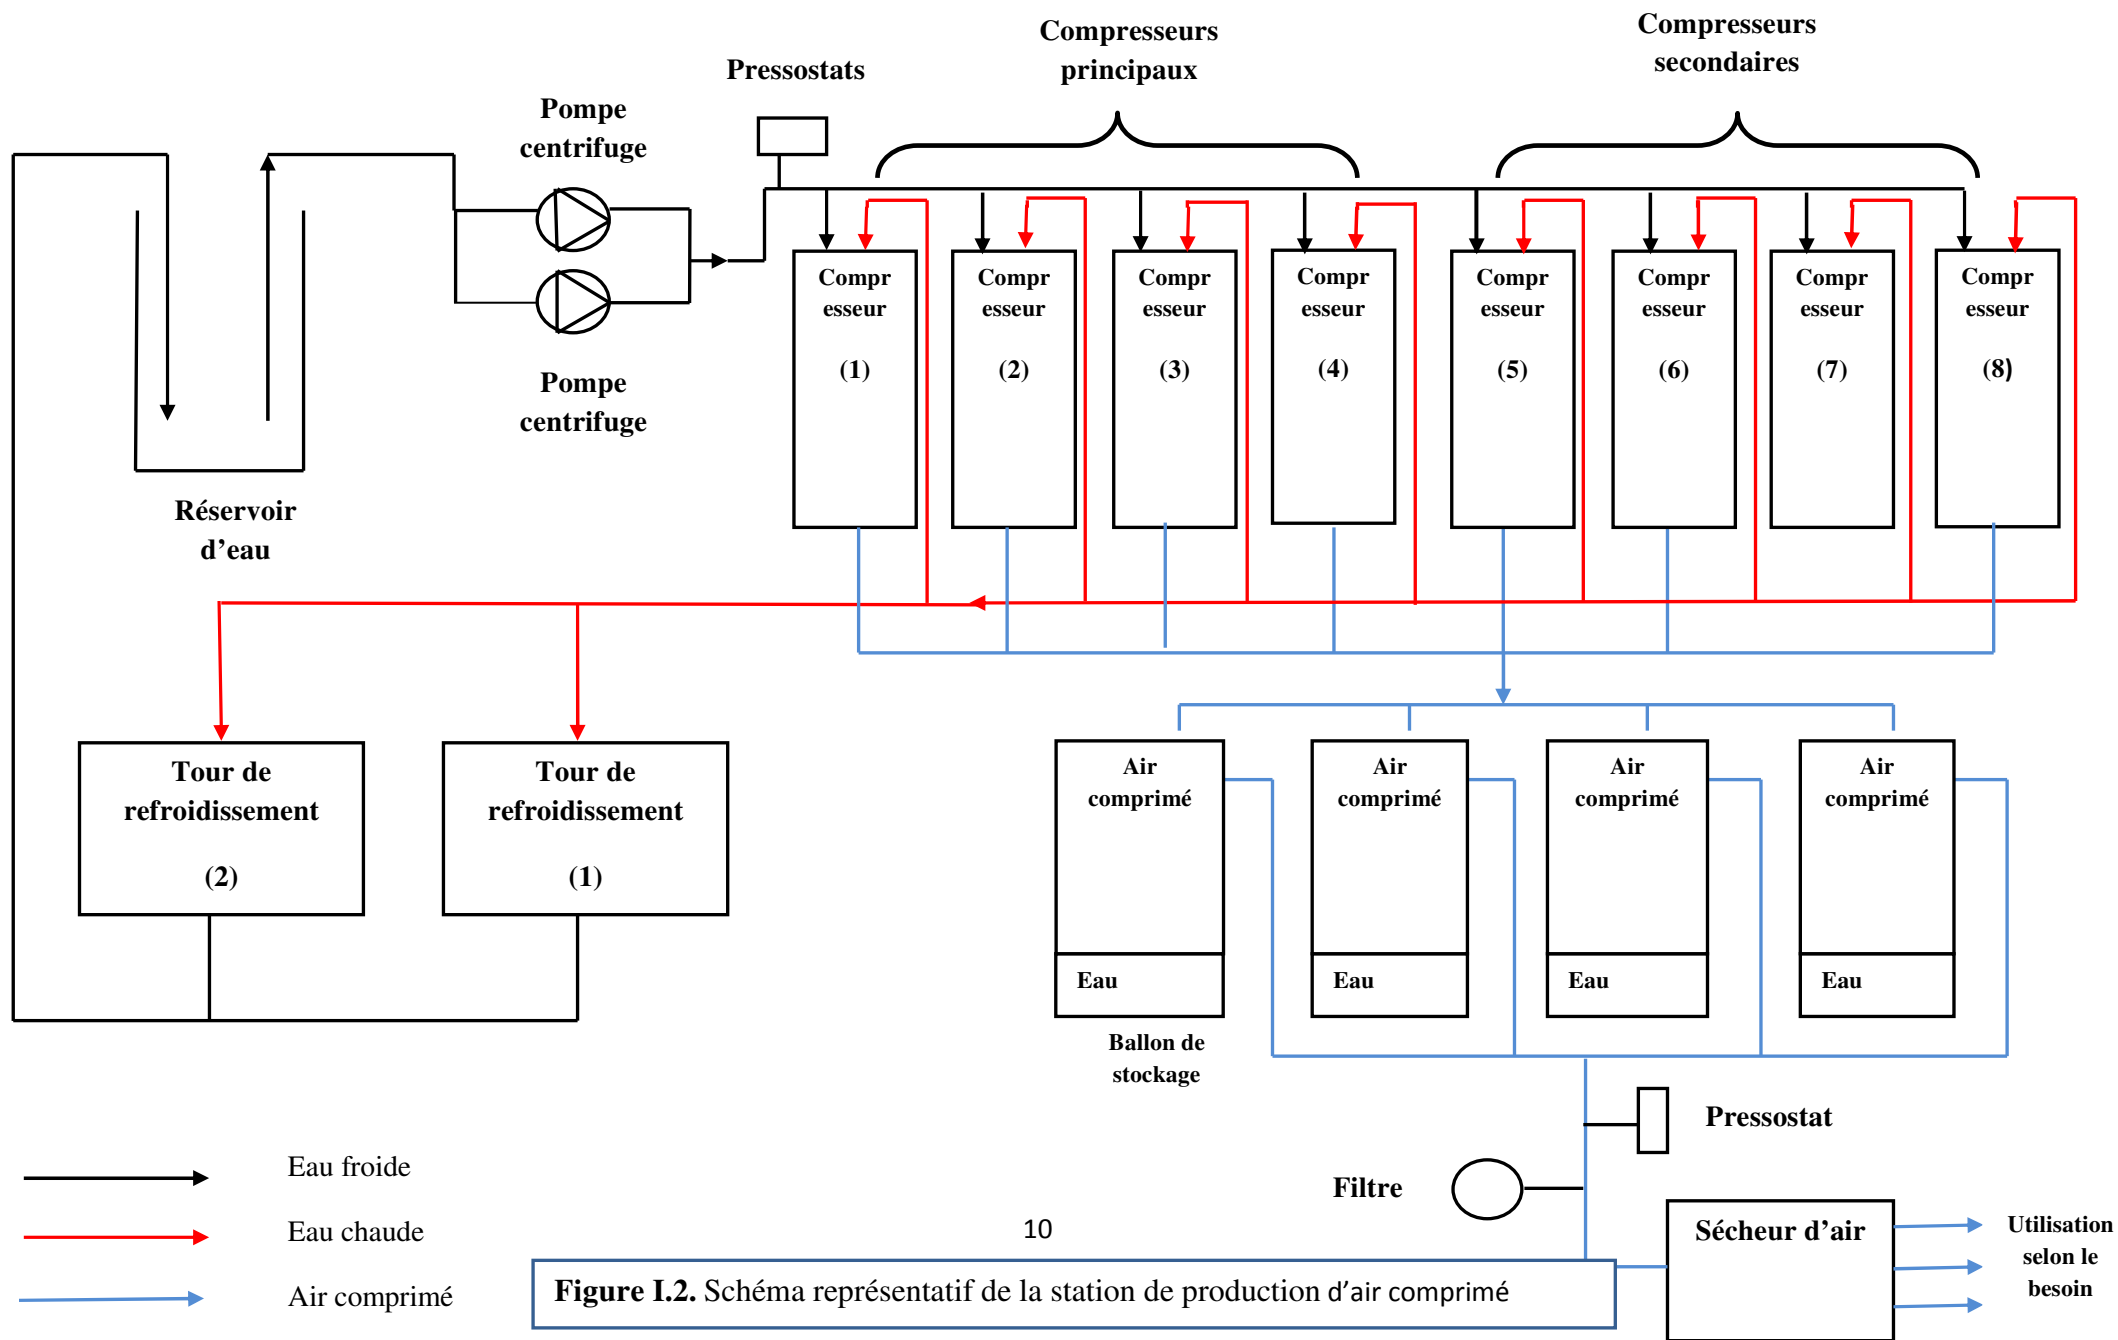 Compresseurs
principaux
Compresseurs
secondaires
Pressostats
Pompe
centrifuge
Pompe
centrifuge
Réservoir
d’eau
Compr
esseur
(1)
Compr
esseur
(2)
Compr
esseur
(3)
Compr
esseur
(4)
Compr
esseur
(5)
Compr
esseur
(6)
Compr
esseur
(7)
Compr
esseur
(8)
Tour de
refroidissement
(2)
Tour de
refroidissement
(1)
Air
comprimé
Eau
Air
comprimé
Eau
Air
comprimé
Eau
Air
comprimé
Eau
Ballon de
stockage
Pressostat
Filtre
Sécheur d’air
Utilisation
selon le
besoin
Eau froide
Eau chaude
Air comprimé
10
Figure I.2. Schéma représentatif de la station de production d’air comprimé